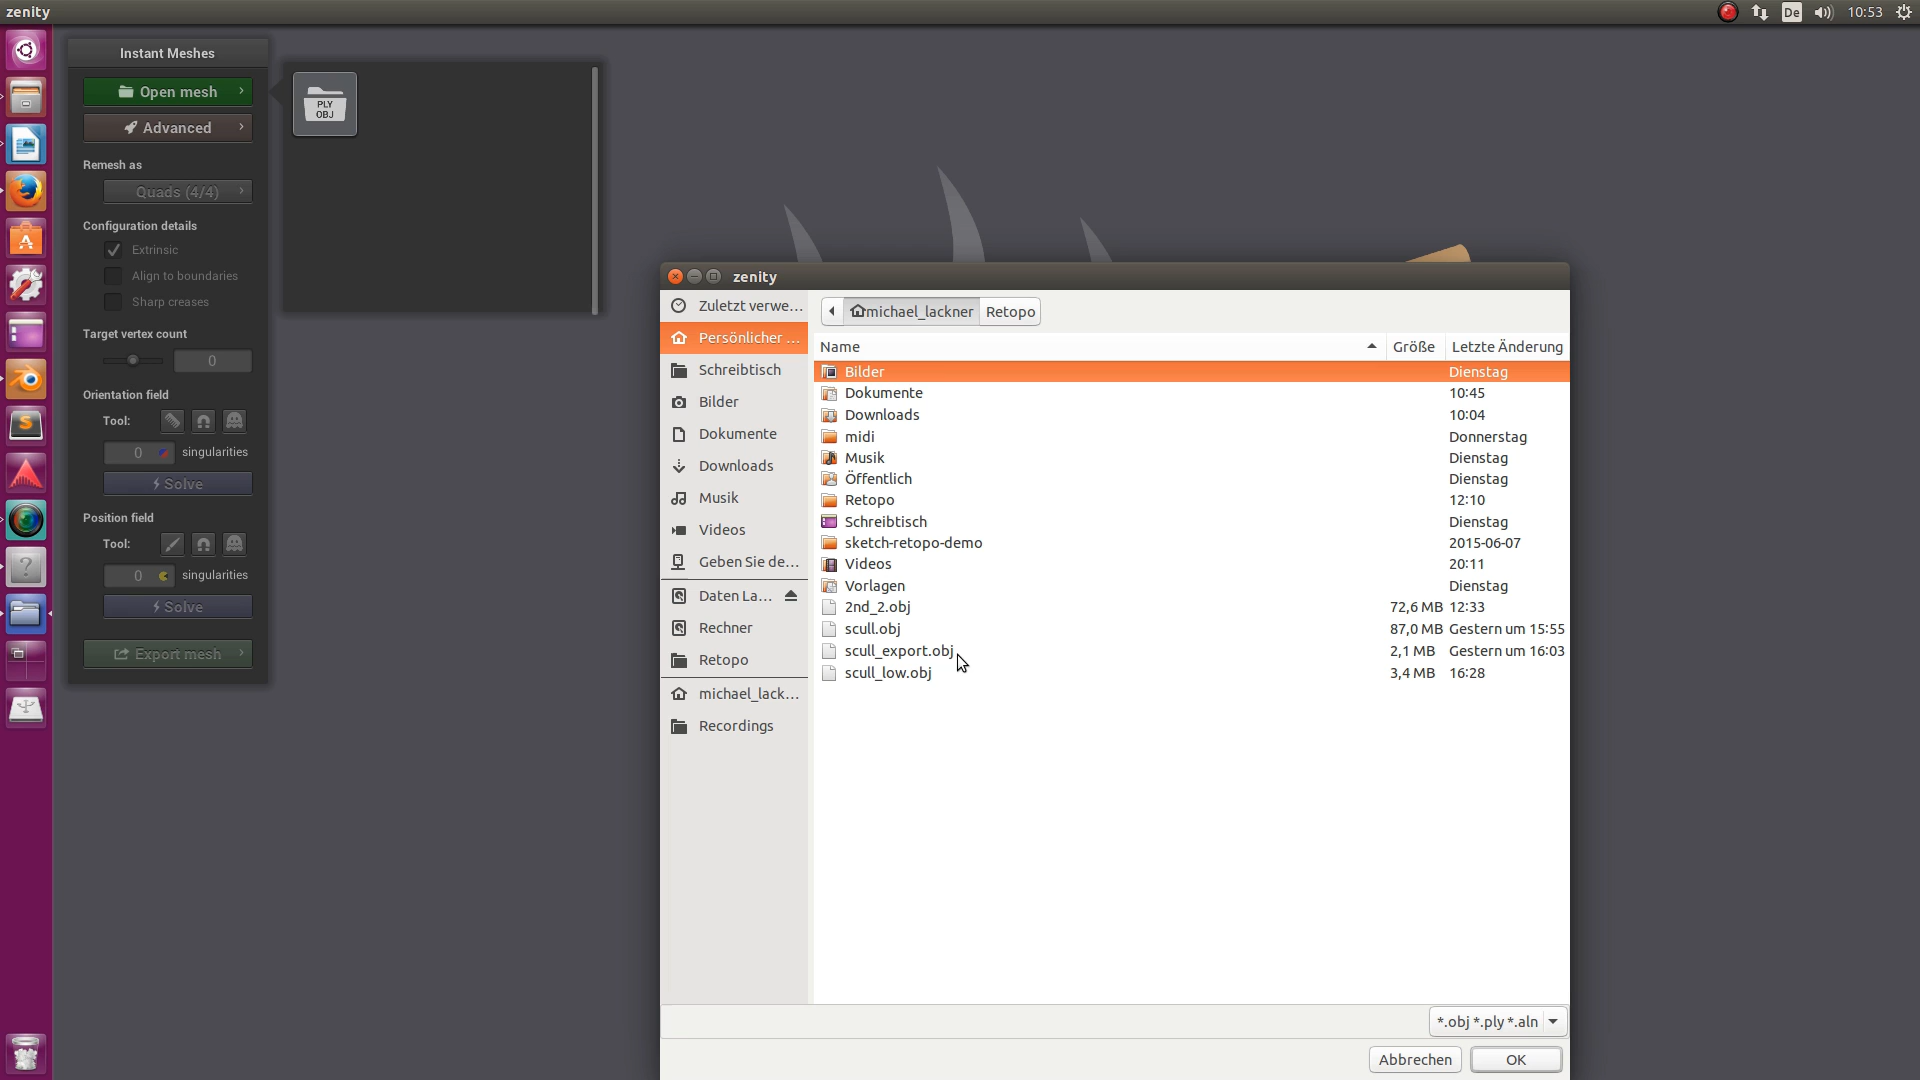 zenity
De
10:53
Instant Meshes
Open mesh
PLY
OBJ
Advanced
Remesh as
Quads (4/4)
Configuration details
Extrinsic
Align to boundaries
Sharp creases
Target vertex count
0
Orientation field
Tool:
0 singularities
Solve
Position field
Tool:
0 singularities
Solve
Export mesh
zenity
Zuletzt verwe...
Persönlicher ...
Schreibtisch
Bilder
Dokumente
Downloads
Musik
Videos
Geben Sie de...
Daten La...
Rechner
Retopo
michael_lack...
Recordings
michael_lackner Retopo
Name Größe Letzte Änderung
Bilder Dienstag
Dokumente 10:45
Downloads 10:04
midi Donnerstag
Musik Dienstag
Öffentlich Dienstag
Retopo 12:10
Schreibtisch Dienstag
sketch-retopo-demo 2015-06-07
Videos 20:11
Vorlagen Dienstag
2nd_2.obj 72,6 MB 12:33
scull.obj 87,0 MB Gestern um 15:55
scull_export.obj 2,1 MB Gestern um 16:03
scull_low.obj 3,4 MB 16:28
*.obj *.ply *.aln
Abbrechen OK